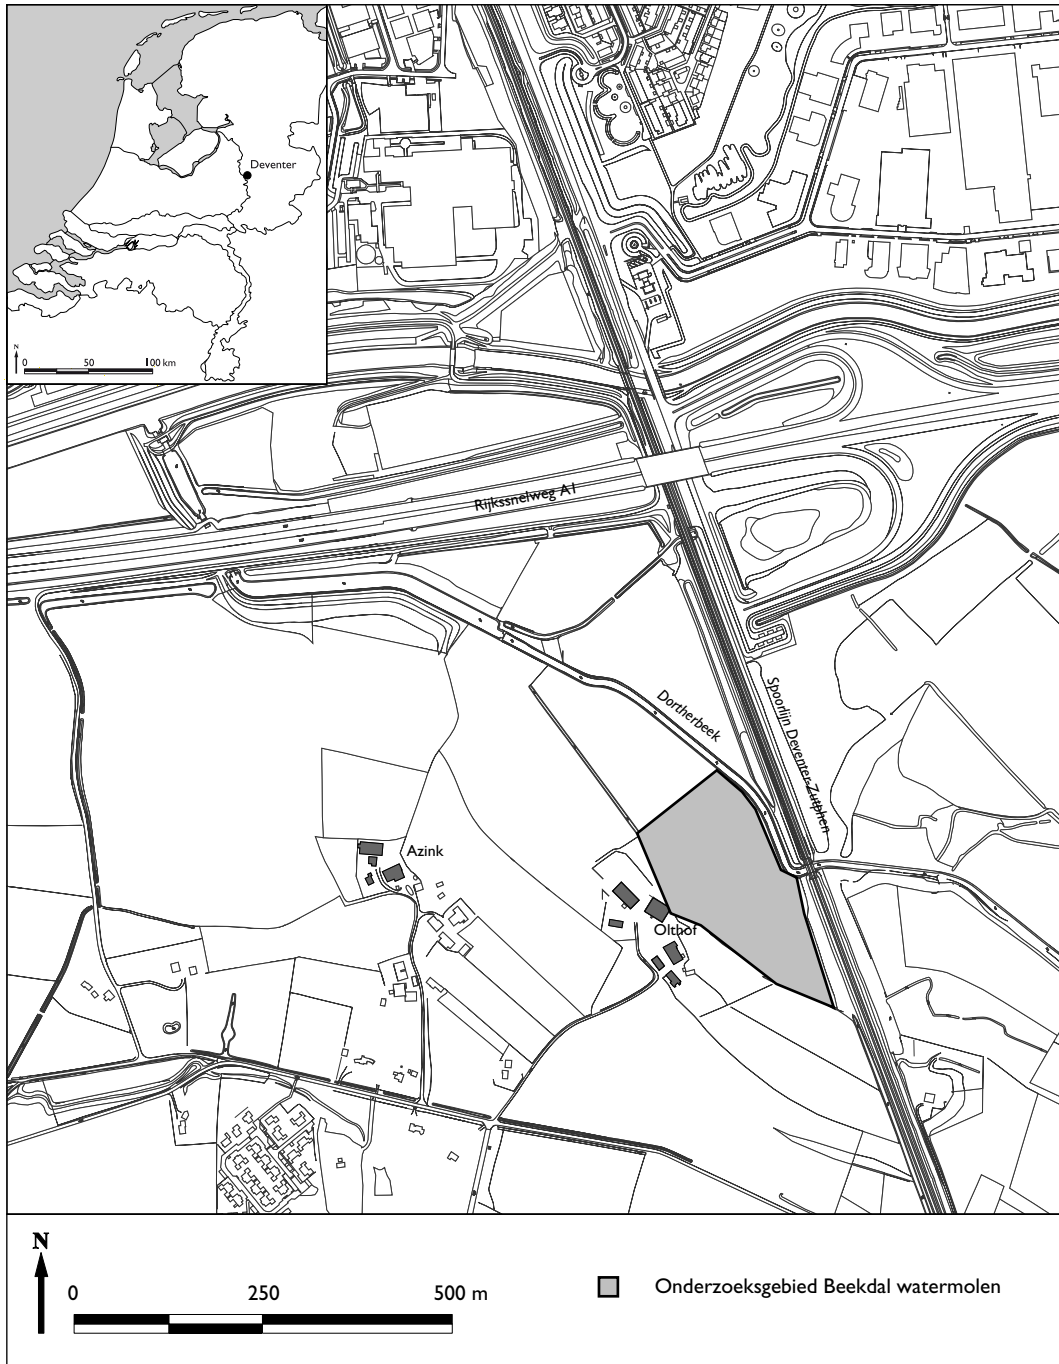 Deventer
N
0 50 100 km
Rijkssnelweg A1
Dortherbeek
Spoorlijn Deventer-Zutphen
Azink
Olthof
N
0 250 500 m
Onderzoeksgebied Beekdal watermolen